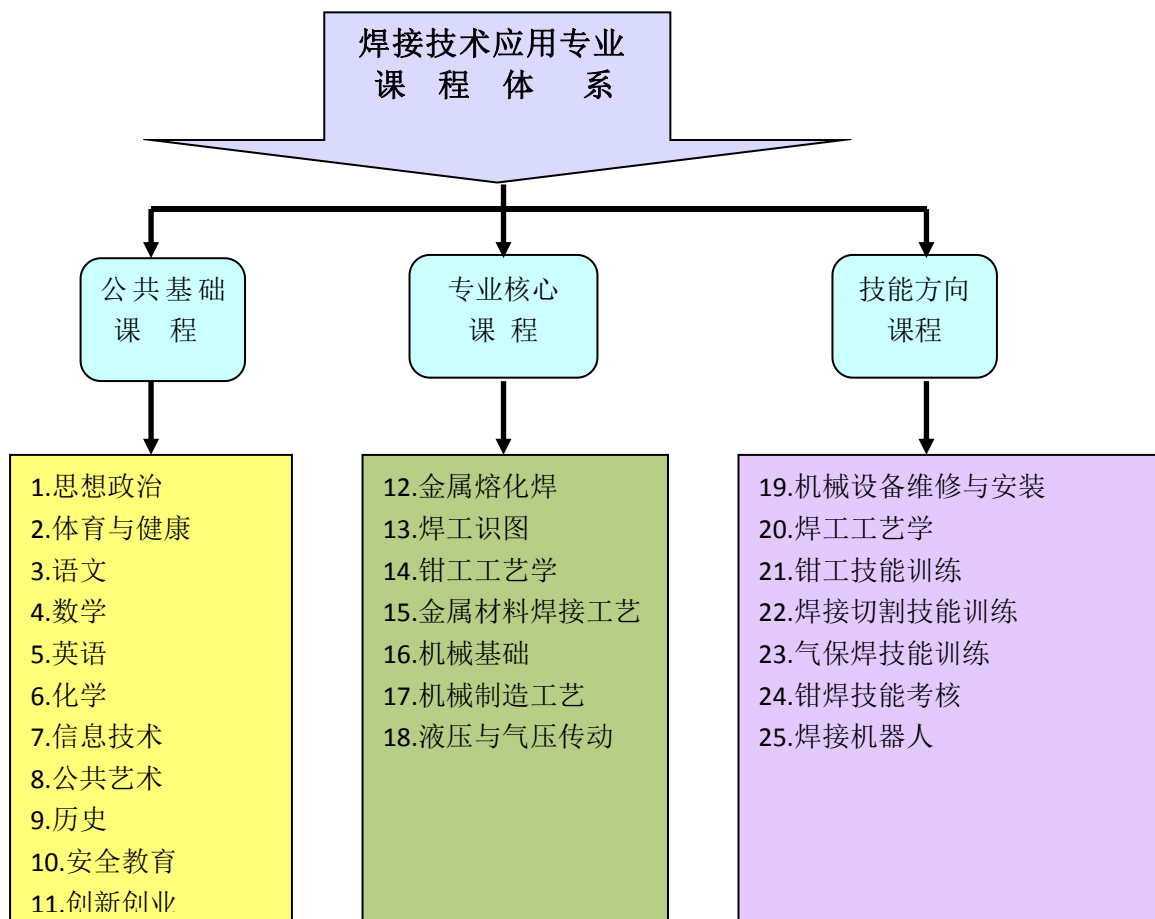 焊接技术应用专业
课 程 体 系
公共基础
课 程
专业核心
课 程
技能方向
课程
1.思想政治
2.体育与健康
3.语文
4.数学
5.英语
6.化学
7.信息技术
8.公共艺术
9.历史
10.安全教育
11.创新创业
12.金属熔化焊
13.焊工识图
14.钳工工艺学
15.金属材料焊接工艺
16.机械基础
17.机械制造工艺
18.液压与气压传动
19.机械设备维修与安装
20.焊工工艺学
21.钳工技能训练
22.焊接切割技能训练
23.气保焊技能训练
24.钳焊技能考核
25.焊接机器人